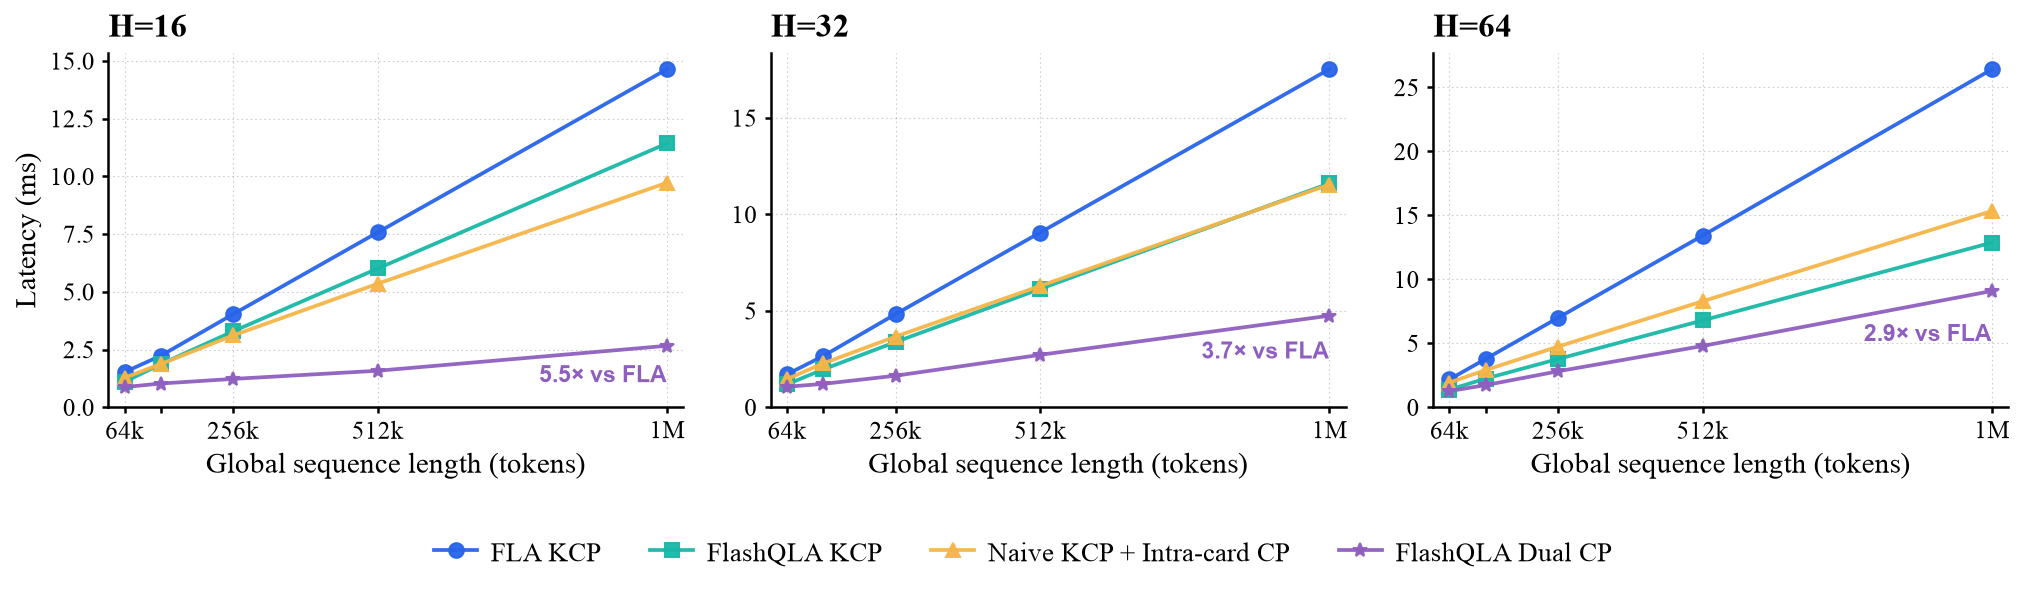 H=16
H=32
H=64
Latency (ms)
15.0
12.5
10.0
7.5
5.0
2.5
0.0
5.5× vs FLA
64k 256k 512k 1M
Global sequence length (tokens)
15
10
5
0
3.7× vs FLA
64k 256k 512k 1M
Global sequence length (tokens)
25
20
15
10
5
0
2.9× vs FLA
64k 256k 512k 1M
Global sequence length (tokens)
FLA KCP FlashQLA KCP Naive KCP + Intra-card CP FlashQLA Dual CP